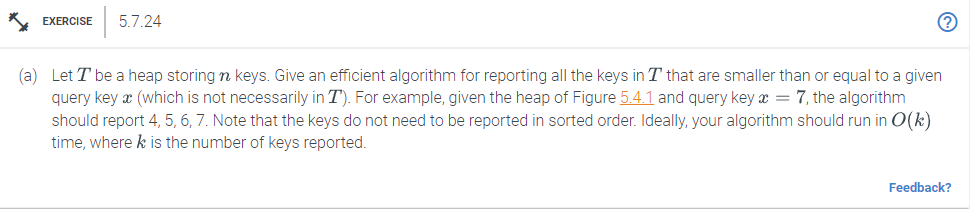 EXERCISE 5.7.24
(a) Let T be a heap storing n keys. Give an efficient algorithm for reporting all the keys in T that are smaller than or equal to a given
query key x (which is not necessarily in T). For example, given the heap of Figure 5.4.1 and query key x = 7, the algorithm
should report 4, 5, 6, 7. Note that the keys do not need to be reported in sorted order. Ideally, your algorithm should run in O(k)
time, where k is the number of keys reported.
Feedback?